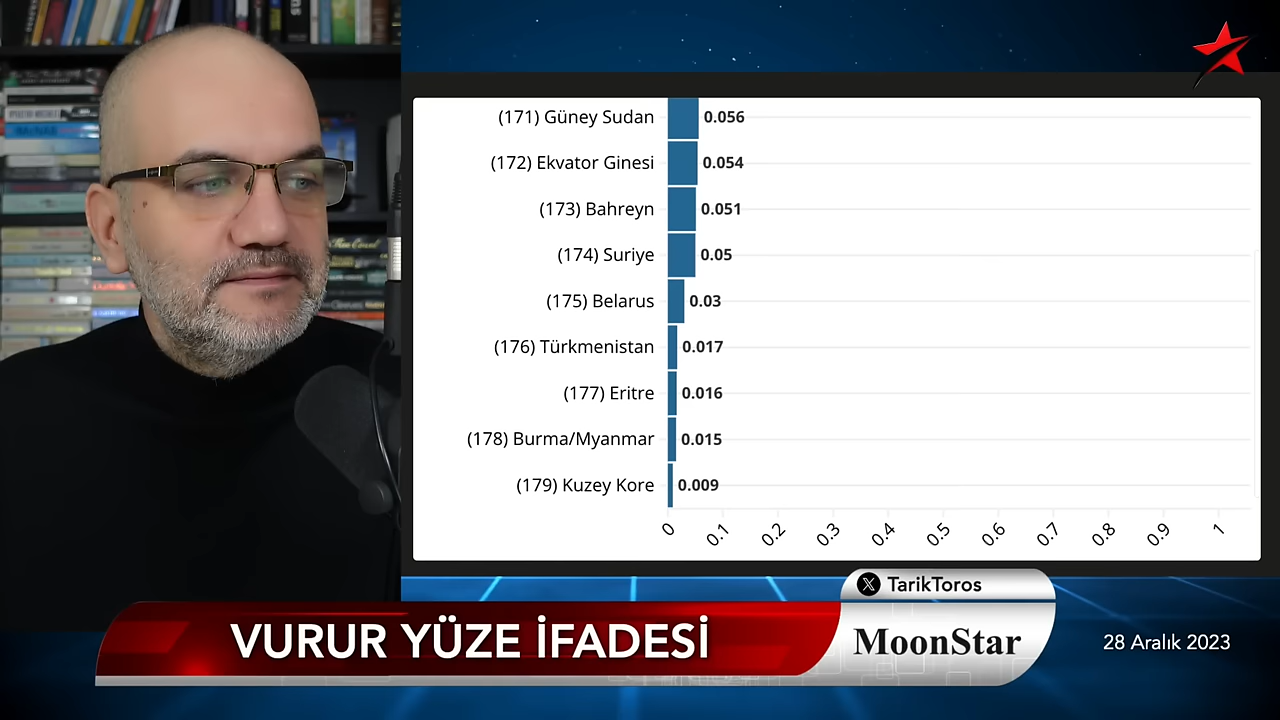 (171) Güney Sudan 0.056
(172) Ekvator Ginesi 0.054
(173) Bahreyn 0.051
(174) Suriye 0.05
(175) Belarus 0.03
(176) Türkmenistan 0.017
(177) Eritre 0.016
(178) Burma/Myanmar 0.015
(179) Kuzey Kore 0.009
0 0.1 0.2 0.3 0.4 0.5 0.6 0.7 0.8 0.9 1
X TarikToros
VURUR YÜZE İFADESİ
MoonStar
28 Aralık 2023